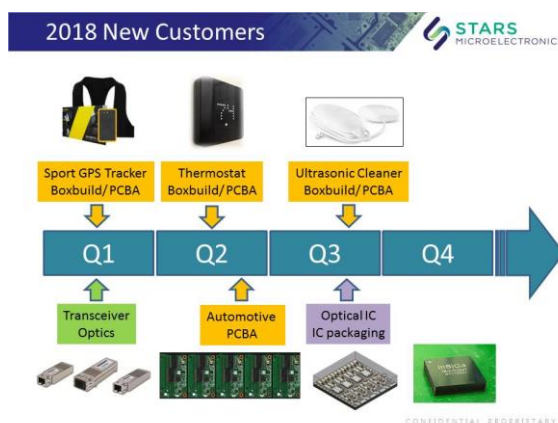 2018 New Customers
STARS
MICROELECTRONIC
Sport GPS Tracker
Boxbuild/PCBA
Thermostat
Boxbuild/PCBA
Ultrasonic Cleaner
Boxbuild/PCBA
Q1
Q2
Q3
Q4
Transceiver
Optics
Automotive
PCBA
Optical IC
IC packaging
CONFIDENTIAL PROPRIETARY